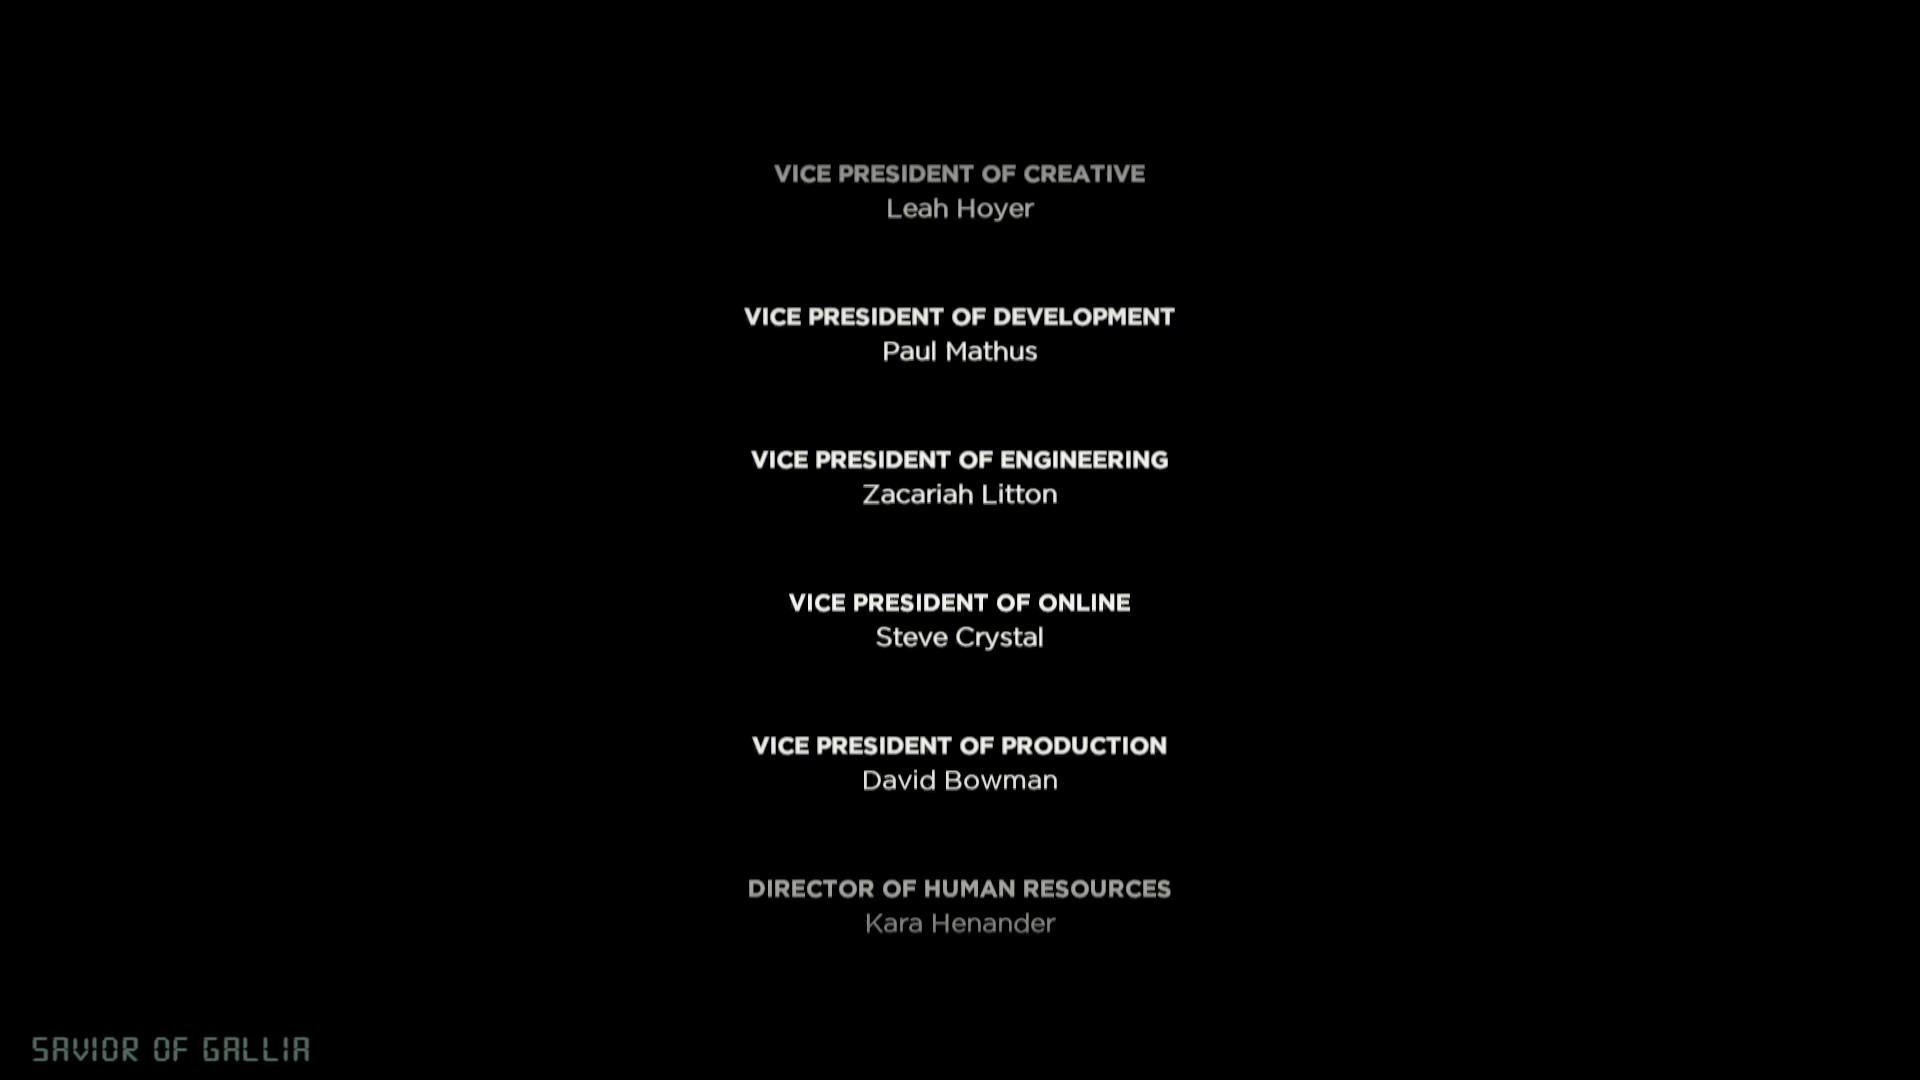 VICE PRESIDENT OF CREATIVE
Leah Hoyer
VICE PRESIDENT OF DEVELOPMENT
Paul Mathus
VICE PRESIDENT OF ENGINEERING
Zacariah Litton
VICE PRESIDENT OF ONLINE
Steve Crystal
VICE PRESIDENT OF PRODUCTION
David Bowman
DIRECTOR OF HUMAN RESOURCES
Kara Henander
SAVIOR OF GALLIA